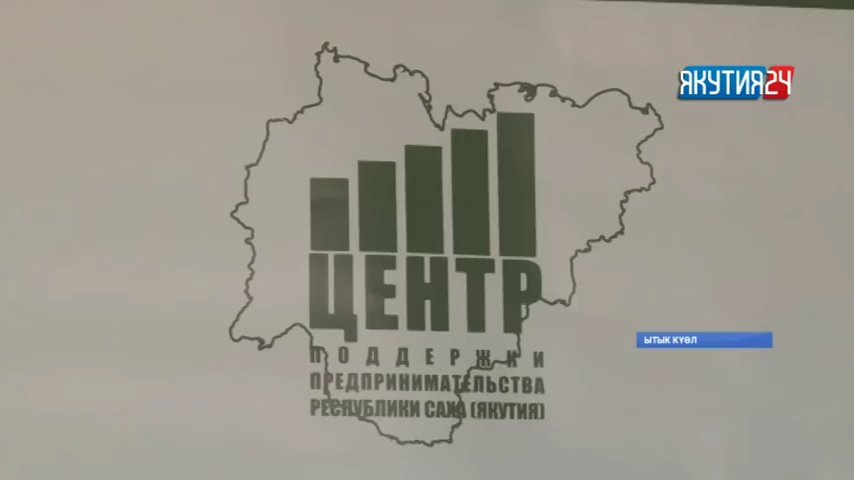 ЯКУТИЯ24
ЦЕНТР
ПОДДЕРЖКИ
ПРЕДПРИНИМАТЕЛЬСТВА
РЕСПУБЛИКИ САХА (ЯКУТИЯ)
ЫТЫК КҮӨЛ